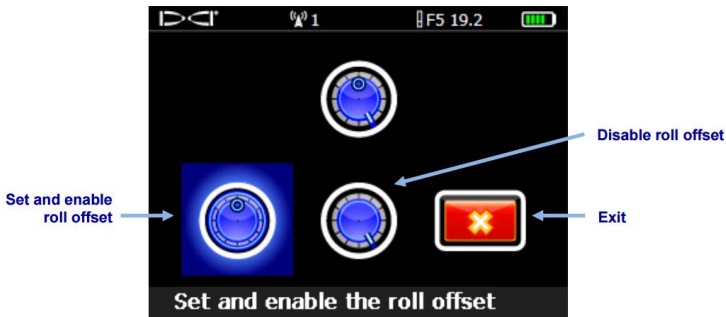 DCI
1
F5 19.2
Disable roll offset
Set and enable
roll offset
Exit
Set and enable the roll offset